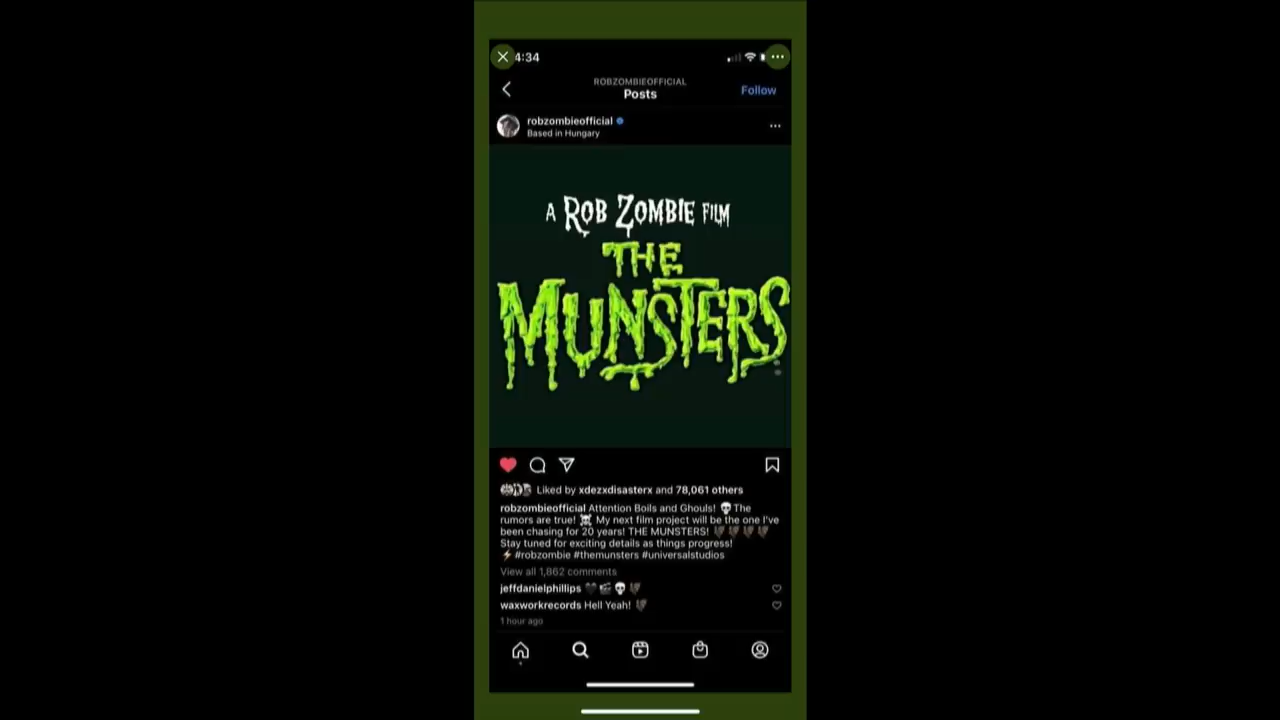 4:34
ROBZOMBIEOFFICIAL
Posts
Follow
robzombieofficial
Based in Hungary
A ROB ZOMBIE FILM
THE
MUNSTERS
Liked by xdezxdisasterx and 78,061 others
robzombieofficial Attention Boils and Ghouls! 💀The
rumors are true! ☠️ My next film project will be the one I've
been chasing for 20 years! THE MUNSTERS!
Stay tuned for exciting details as things progress!
⚡#robzombie #themunsters #universalstudios
View all 1,862 comments
jeffdanielphillips
waxworkrecords Hell Yeah!
1 hour ago